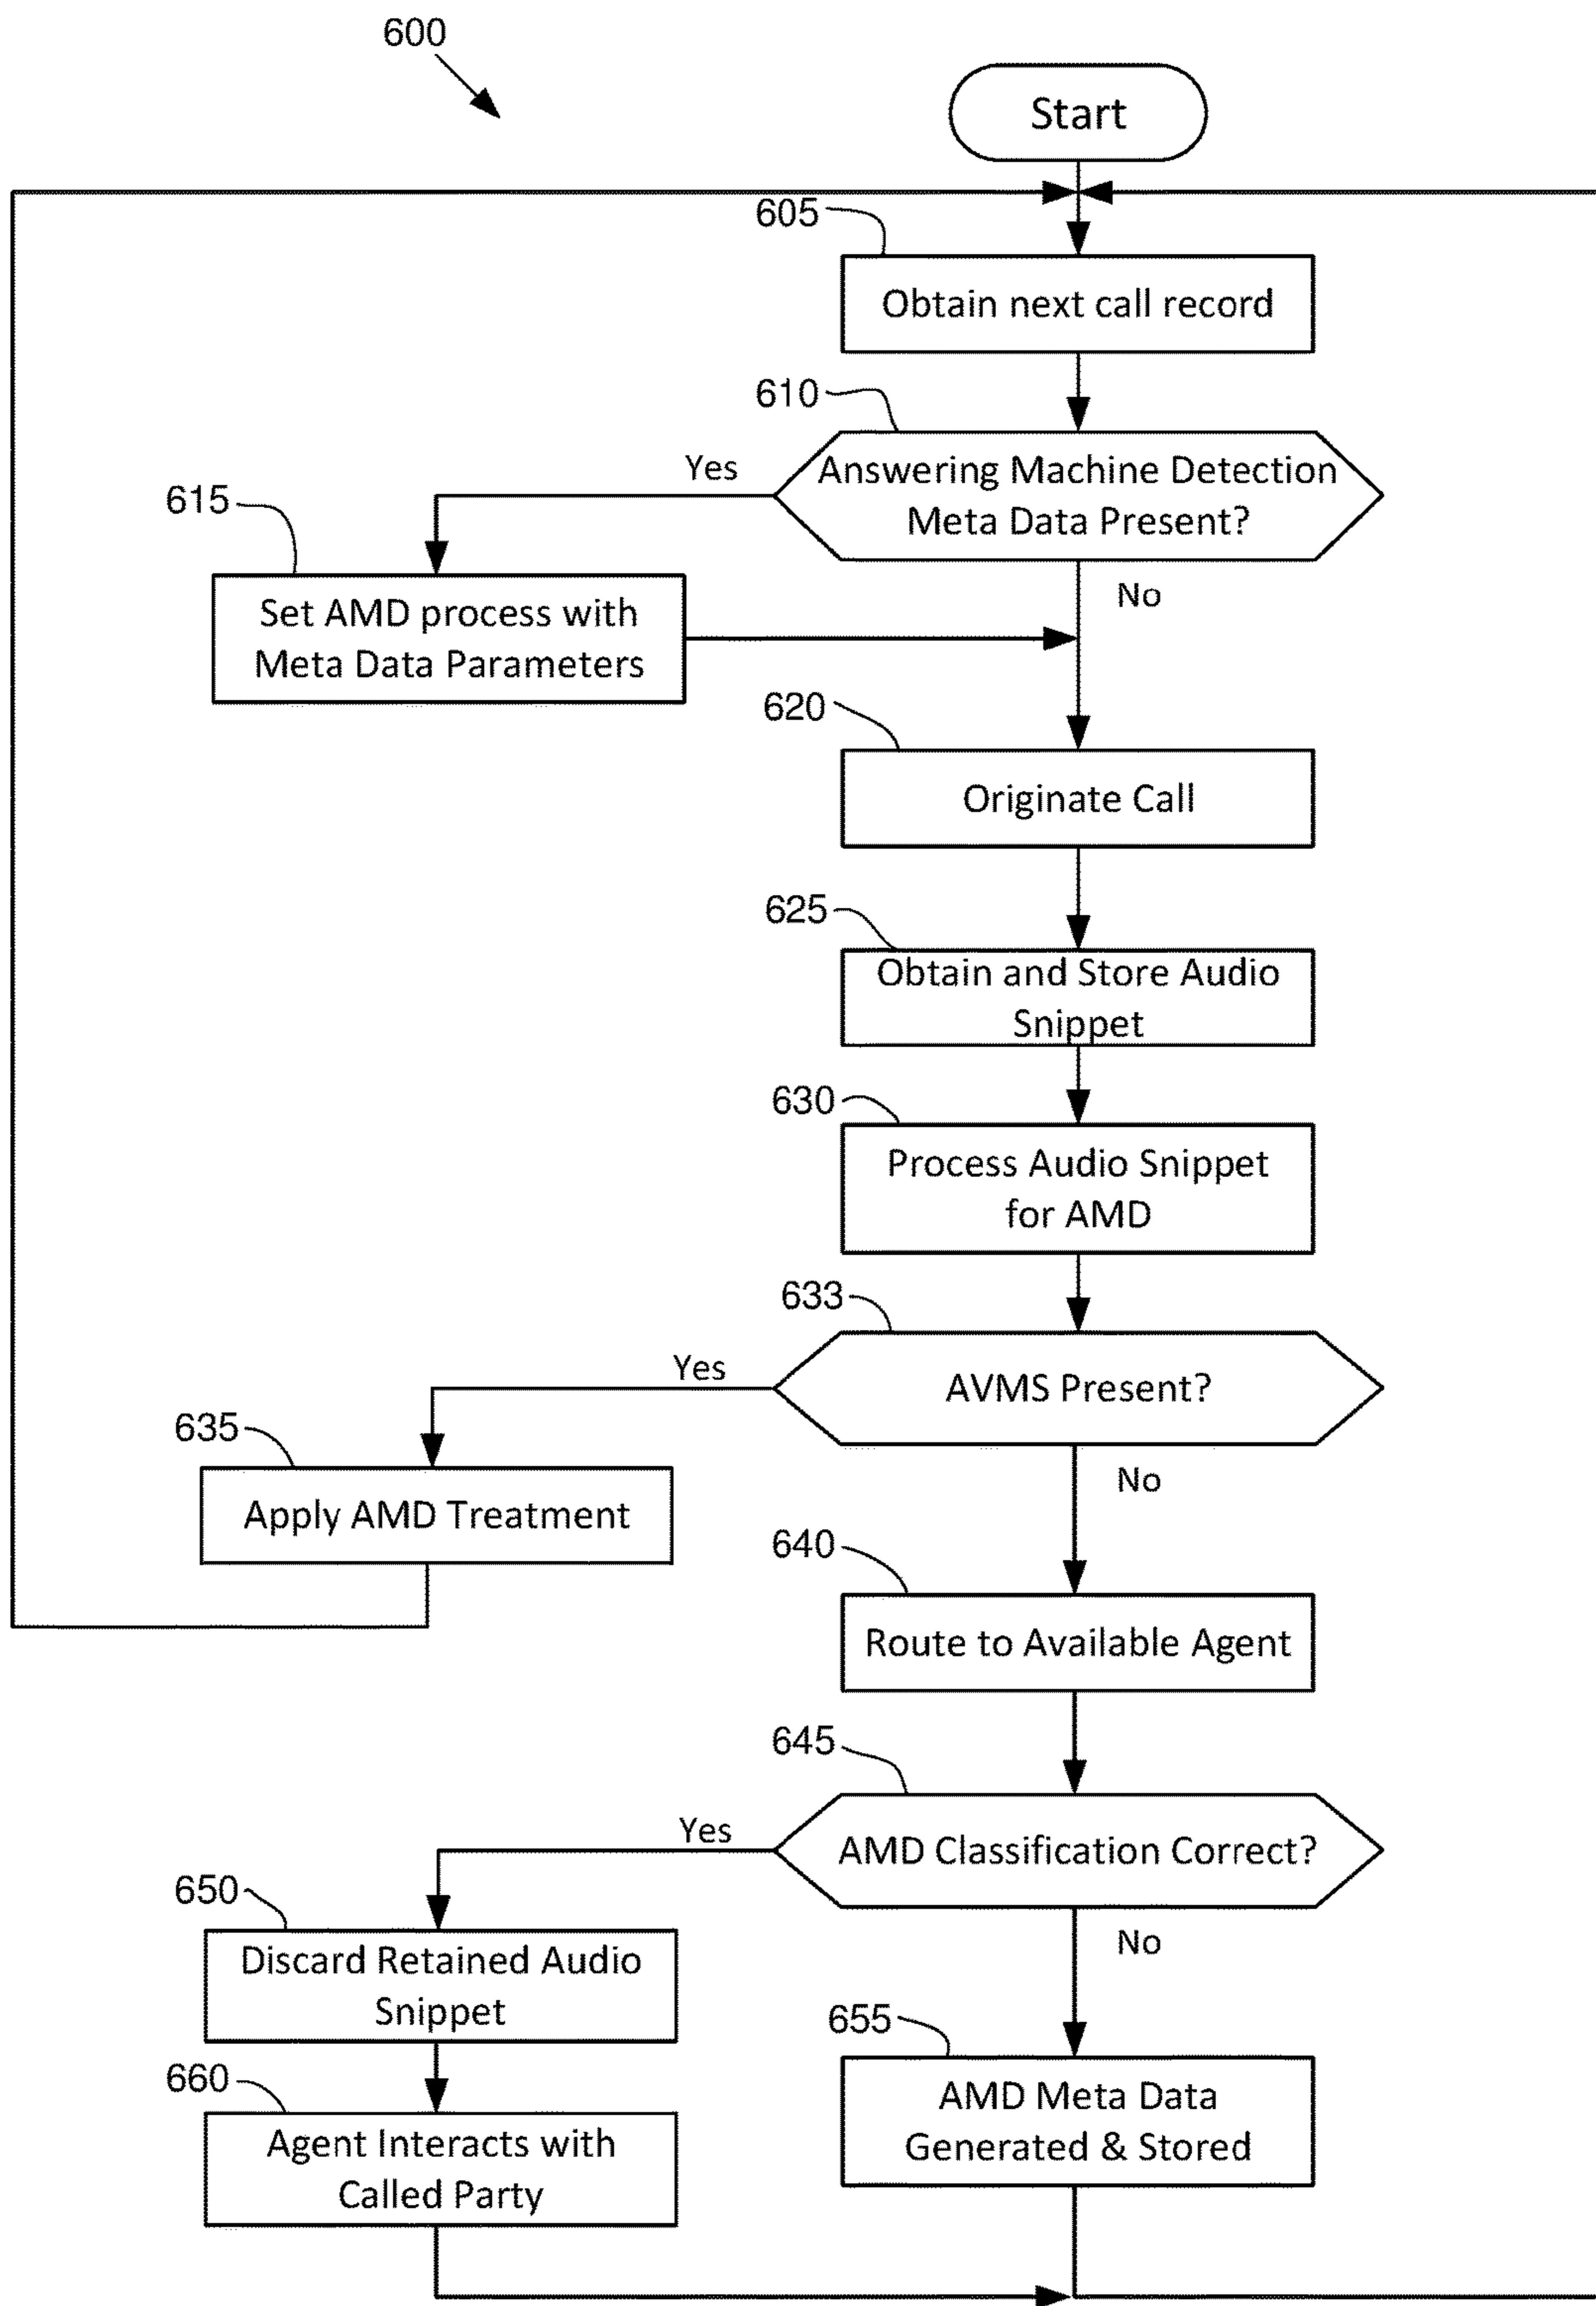 600
Start
605
Obtain next call record
610
Answering Machine Detection
Meta Data Present?
Yes
No
615
Set AMD process with
Meta Data Parameters
620
Originate Call
625
Obtain and Store Audio
Snippet
630
Process Audio Snippet
for AMD
633
AVMS Present?
Yes
No
635
Apply AMD Treatment
640
Route to Available Agent
645
AMD Classification Correct?
Yes
No
650
Discard Retained Audio
Snippet
655
AMD Meta Data
Generated & Stored
660
Agent Interacts with
Called Party